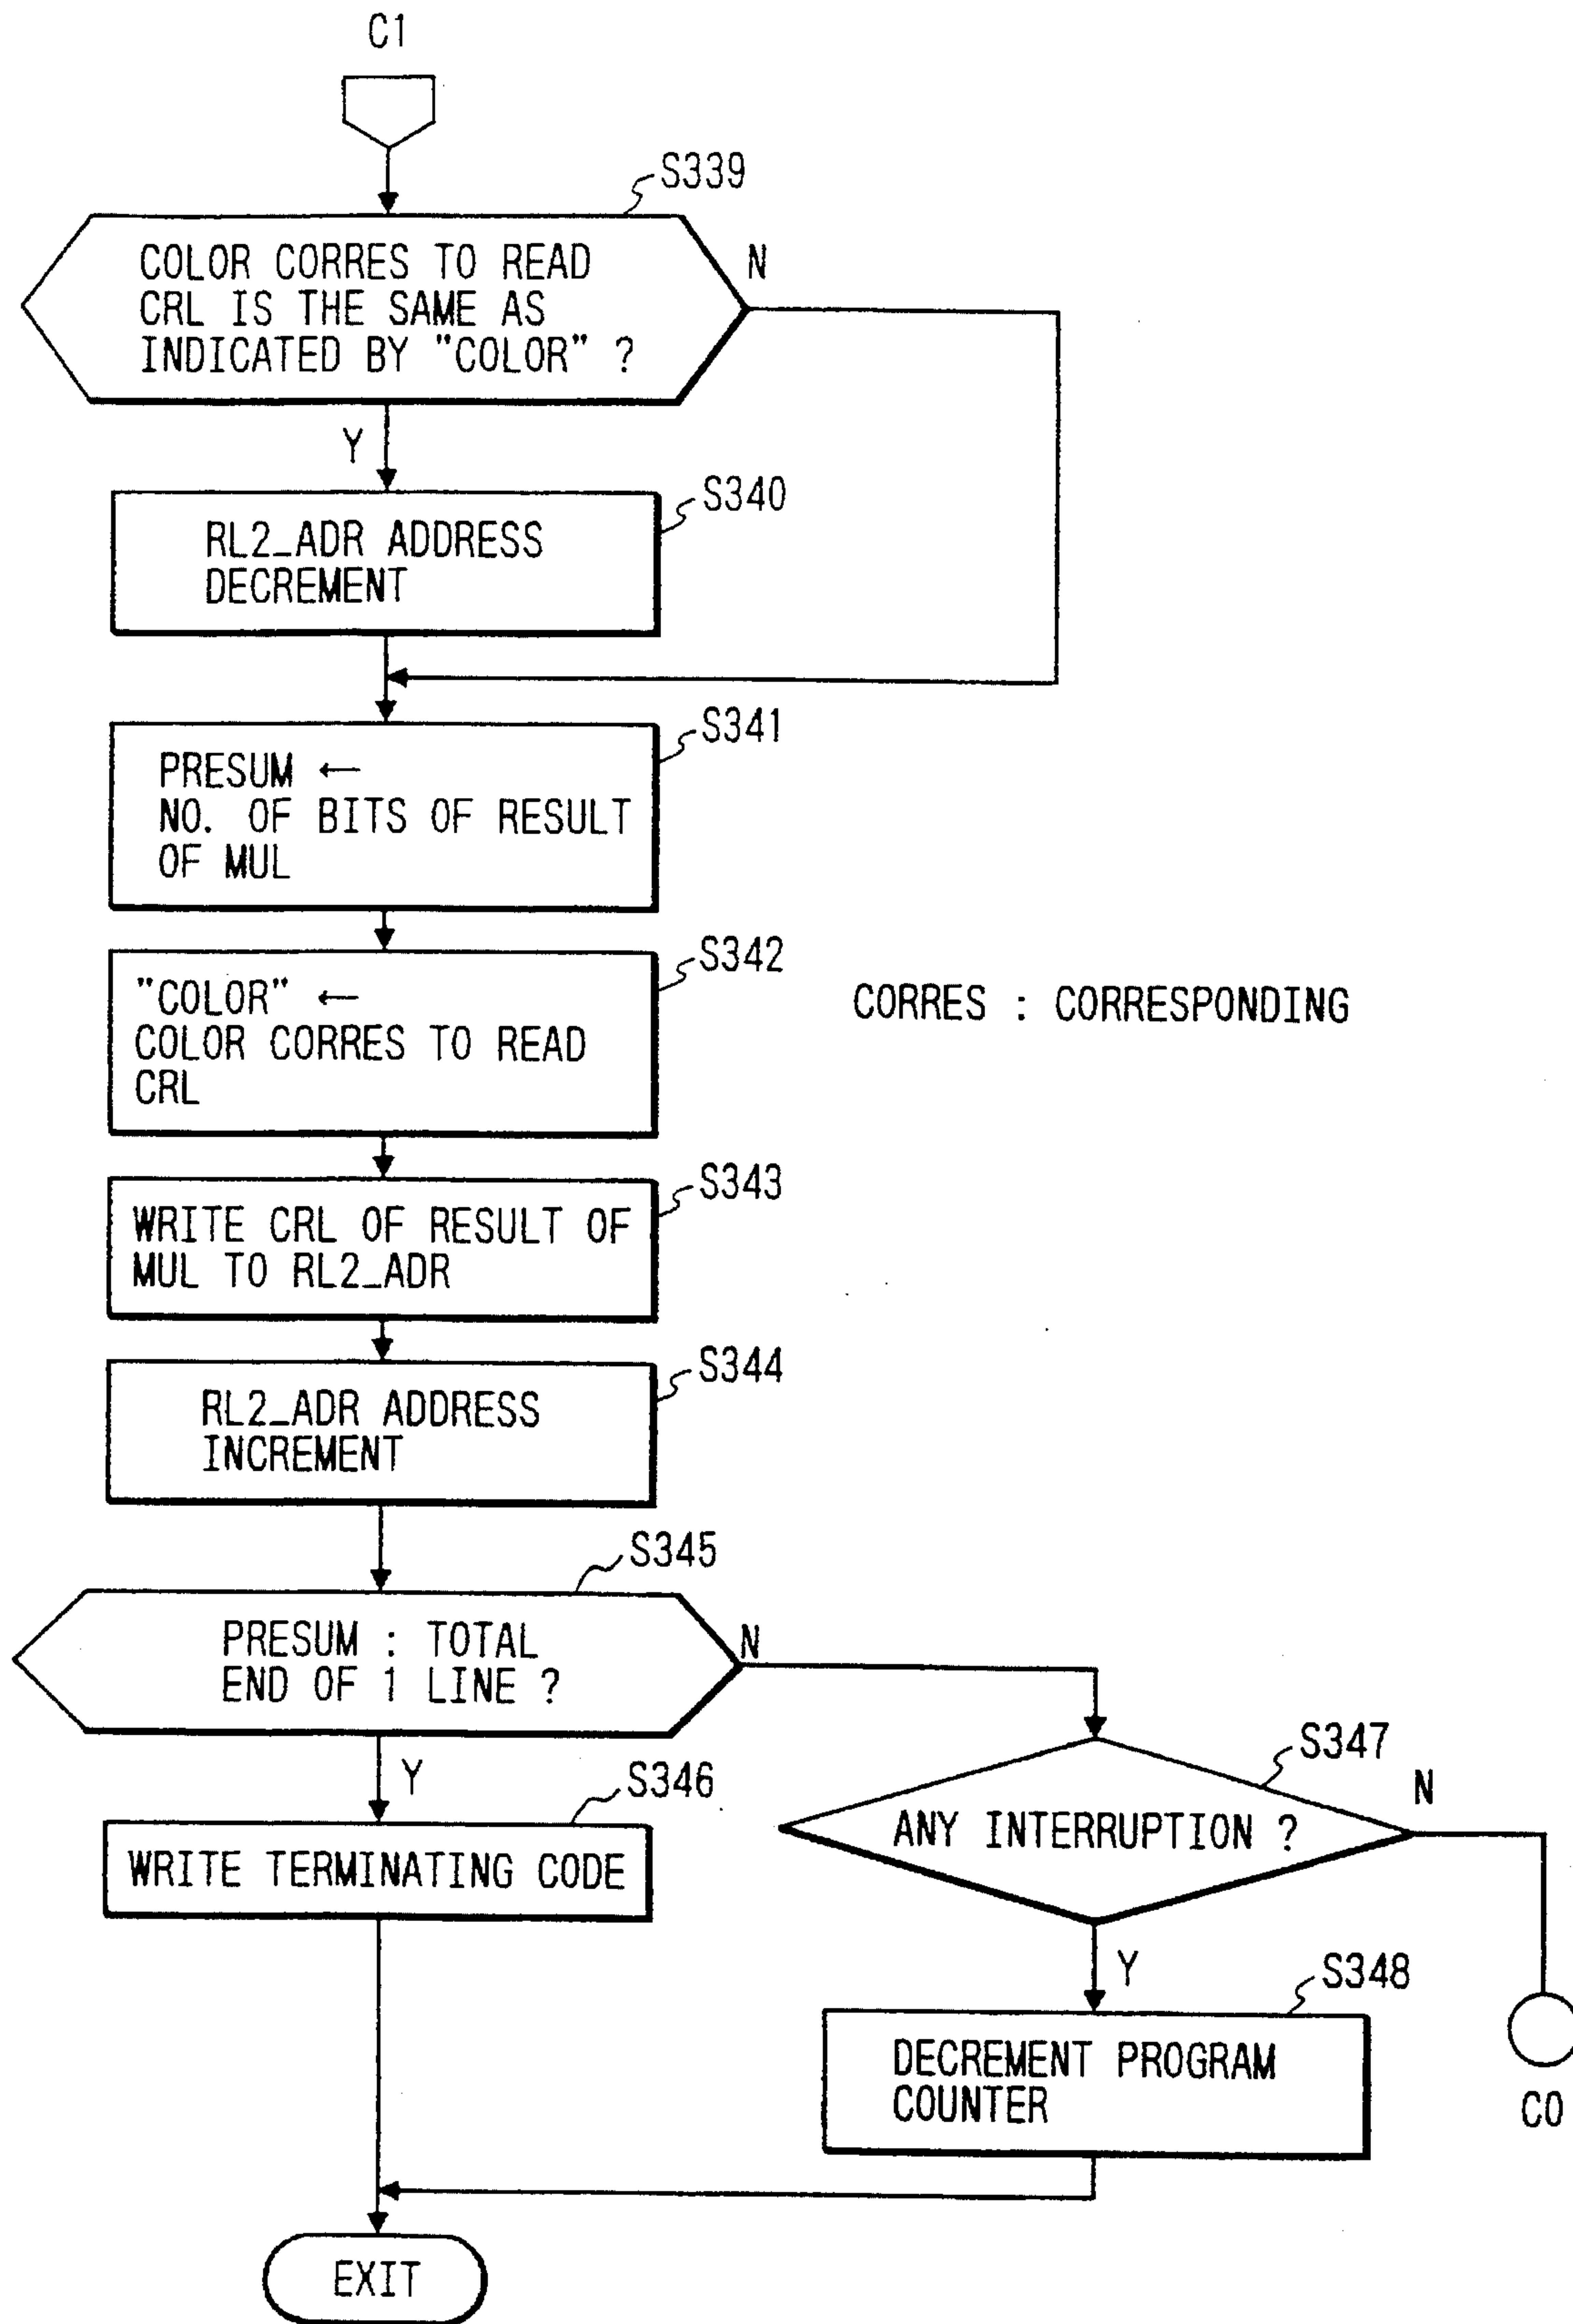 C1
S339
COLOR CORRES TO READ
CRL IS THE SAME AS
INDICATED BY "COLOR" ?
N
Y
S340
RL2_ADR ADDRESS
DECREMENT
S341
PRESUM ←
NO. OF BITS OF RESULT
OF MUL
S342
"COLOR" ←
COLOR CORRES TO READ
CRL
CORRES : CORRESPONDING
S343
WRITE CRL OF RESULT OF
MUL TO RL2_ADR
S344
RL2_ADR ADDRESS
INCREMENT
S345
PRESUM : TOTAL
END OF 1 LINE ?
N
Y
S346
WRITE TERMINATING CODE
S347
ANY INTERRUPTION ?
N
Y
S348
DECREMENT PROGRAM
COUNTER
C0
EXIT